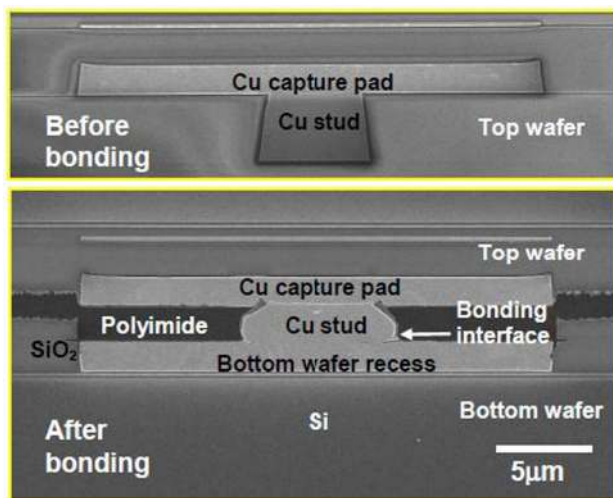 Cu capture pad
Cu stud
Before
bonding
Top wafer
Top wafer
Cu capture pad
Polyimide
Cu stud
Bonding
interface
SiO₂
Bottom wafer recess
Si
Bottom wafer
After
bonding
5μm